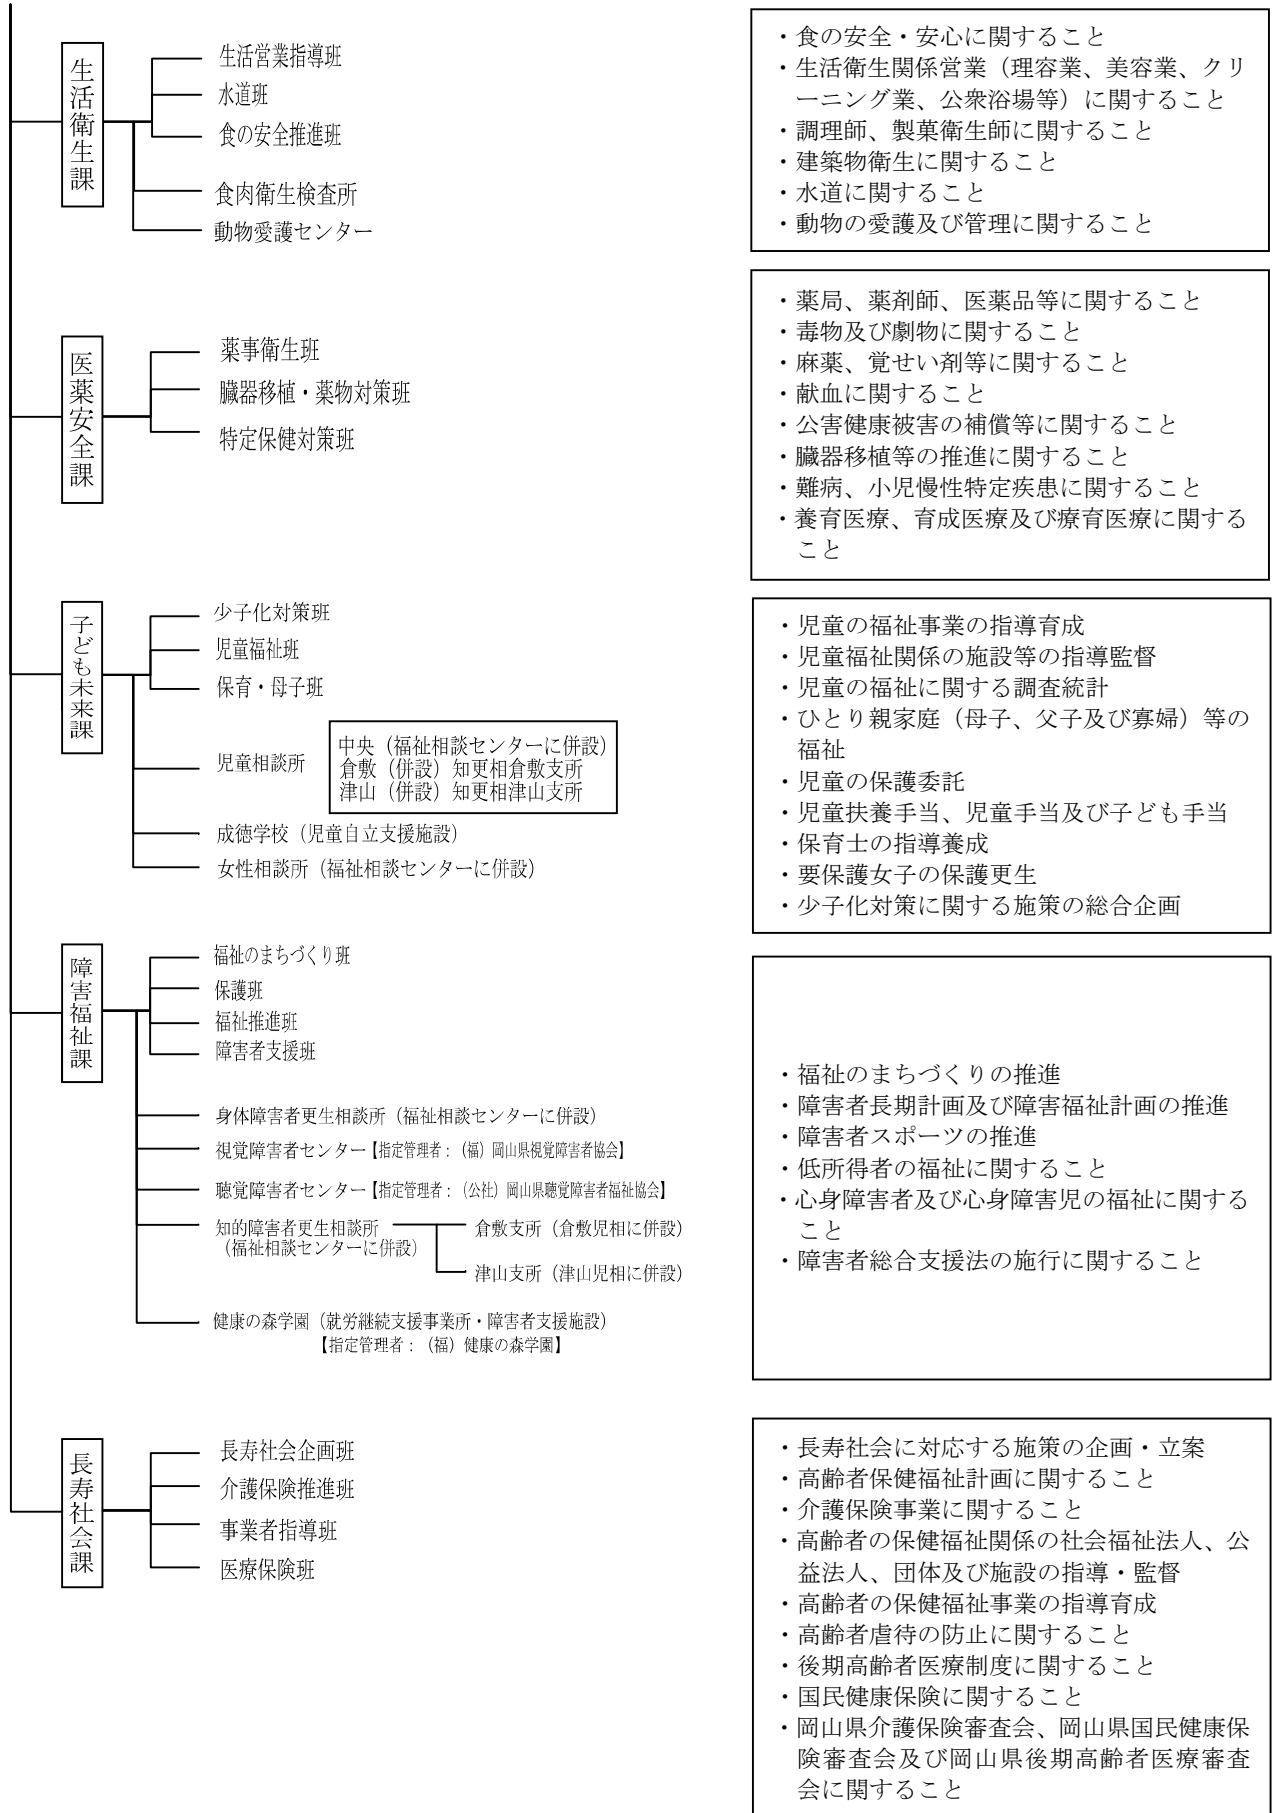 生活衛生課
生活営業指導班
水道班
食の安全推進班
食肉衛生検査所
動物愛護センター
・食の安全・安心に関すること
・生活衛生関係営業（理容業、美容業、クリ
ーニング業、公衆浴場等）に関すること
・調理師、製菓衛生師に関すること
・建築物衛生に関すること
・水道に関すること
・動物の愛護及び管理に関すること
医薬安全課
薬事衛生班
臓器移植・薬物対策班
特定保健対策班
・薬局、薬剤師、医薬品等に関すること
・毒物及び劇物に関すること
・麻薬、覚せい剤等に関すること
・献血に関すること
・公害健康被害の補償等に関すること
・臓器移植等の推進に関すること
・難病、小児慢性特定疾患に関すること
・養育医療、育成医療及び療育医療に関する
こと
子ども未来課
少子化対策班
児童福祉班
保育・母子班
児童相談所
中央（福祉相談センターに併設）
倉敷（併設）知更相倉敷支所
津山（併設）知更相津山支所
成徳学校（児童自立支援施設）
女性相談所（福祉相談センターに併設）
・児童の福祉事業の指導育成
・児童福祉関係の施設等の指導監督
・児童の福祉に関する調査統計
・ひとり親家庭（母子、父子及び寡婦）等の
福祉
・児童の保護委託
・児童扶養手当、児童手当及び子ども手当
・保育士の指導養成
・要保護女子の保護更生
・少子化対策に関する施策の総合企画
障害福祉課
福祉のまちづくり班
保護班
福祉推進班
障害者支援班
身体障害者更生相談所（福祉相談センターに併設）
視覚障害者センター【指定管理者：（福）岡山県視覚障害者協会】
聴覚障害者センター【指定管理者：（公社）岡山県聴覚障害者福祉協会】
知的障害者更生相談所
（福祉相談センターに併設）
倉敷支所（倉敷児相に併設）
津山支所（津山児相に併設）
健康の森学園（就労継続支援事業所・障害者支援施設）
【指定管理者：（福）健康の森学園】
・福祉のまちづくりの推進
・障害者長期計画及び障害福祉計画の推進
・障害者スポーツの推進
・低所得者の福祉に関すること
・心身障害者及び心身障害児の福祉に関する
こと
・障害者総合支援法の施行に関すること
長寿社会課
長寿社会企画班
介護保険推進班
事業者指導班
医療保険班
・長寿社会に対応する施策の企画・立案
・高齢者保健福祉計画に関すること
・介護保険事業に関すること
・高齢者の保健福祉関係の社会福祉法人、公
益法人、団体及び施設の指導・監督
・高齢者の保健福祉事業の指導育成
・高齢者虐待の防止に関すること
・後期高齢者医療制度に関すること
・国民健康保険に関すること
・岡山県介護保険審査会、岡山県国民健康保
険審査会及び岡山県後期高齢者医療審査
会に関すること